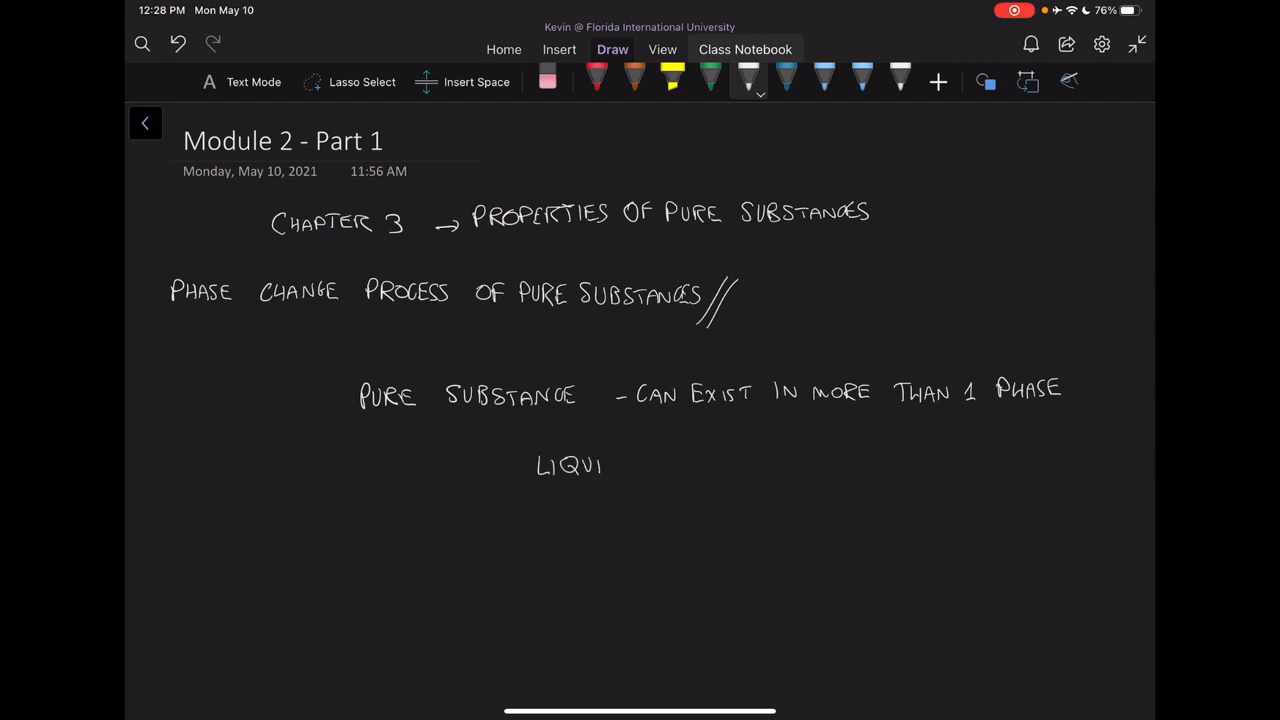 12:28 PM Mon May 10 76%
Kevin @ Florida International University
Home Insert Draw View Class Notebook
A Text Mode Lasso Select Insert Space
Module 2 - Part 1
Monday, May 10, 2021 11:56 AM
CHAPTER 3 → PROPERTIES OF PURE SUBSTANCES
PHASE CHANGE PROCESS OF PURE SUBSTANCES//
PURE SUBSTANCE - CAN EXIST IN MORE THAN 1 PHASE
LIQUI